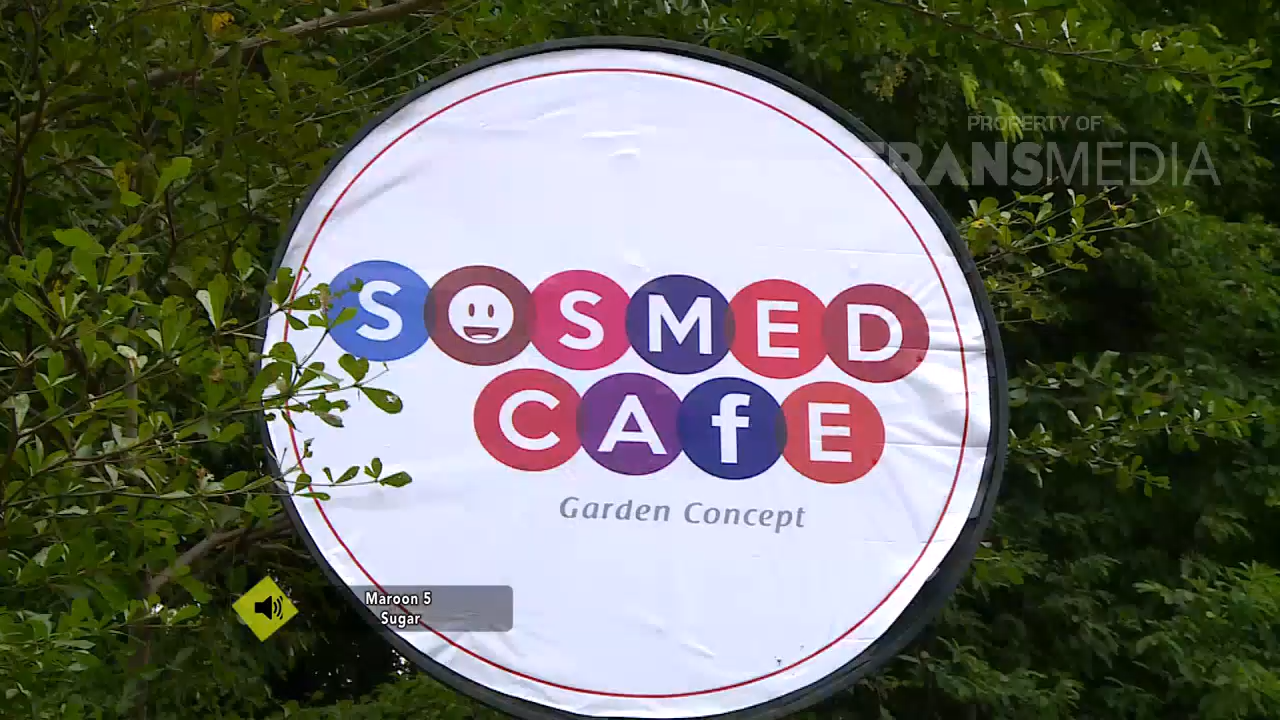 PROPERTY OF
TRANSMEDIA
SOSMED
CAfE
Garden Concept
Maroon 5
Sugar